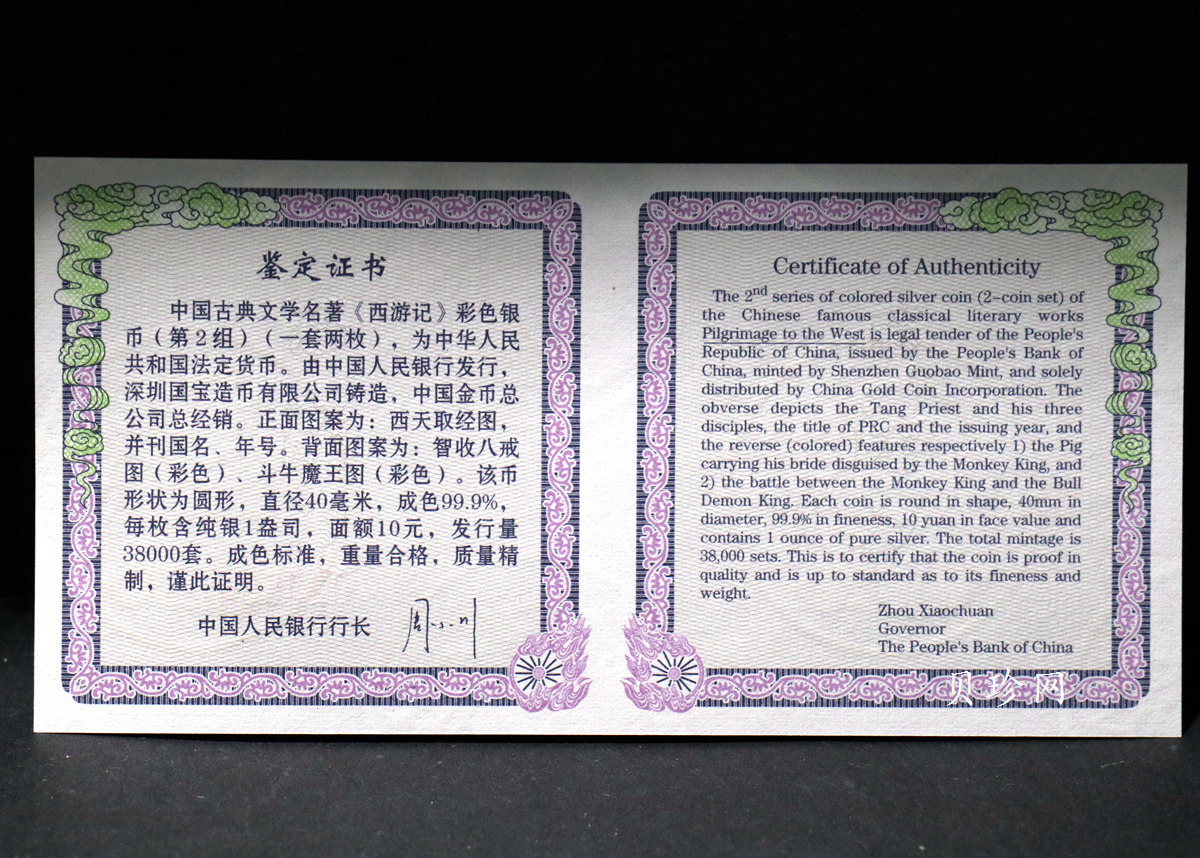 鉴定证书
中国古典文学名著《西游记》彩色银
币（第2组）（一套两枚），为中华人民
共和国法定货币。由中国人民银行发行，
深圳国宝造币有限公司铸造，中国金币总
公司总经销。正面图案为：西天取经图，
并刊国名、年号。背面图案为：智收八戒
图（彩色）、斗牛魔王图（彩色）。该币
形状为圆形，直径40毫米，成色99.9%，
每枚含纯银1盎司，面额10元，发行量
38000套。成色标准，重量合格，质量精
制，谨此证明。
中国人民银行行长 周小川
Certificate of Authenticity
The 2nd series of colored silver coin (2-coin set) of
the Chinese famous classical literary works
Pilgrimage to the West is legal tender of the People's
Republic of China, issued by the People's Bank of
China, minted by Shenzhen Guobao Mint, and solely
distributed by China Gold Coin Incorporation. The
obverse depicts the Tang Priest and his three
disciples, the title of PRC and the issuing year, and
the reverse (colored) features respectively 1) the Pig
carrying his bride disguised by the Monkey King, and
2) the battle between the Monkey King and the Bull
Demon King. Each coin is round in shape, 40mm in
diameter, 99.9% in fineness, 10 yuan in face value and
contains 1 ounce of pure silver. The total mintage is
38,000 sets. This is to certify that the coin is proof in
quality and is up to standard as to its fineness and
weight.
Zhou Xiaochuan
Governor
The People's Bank of China
贝珍网